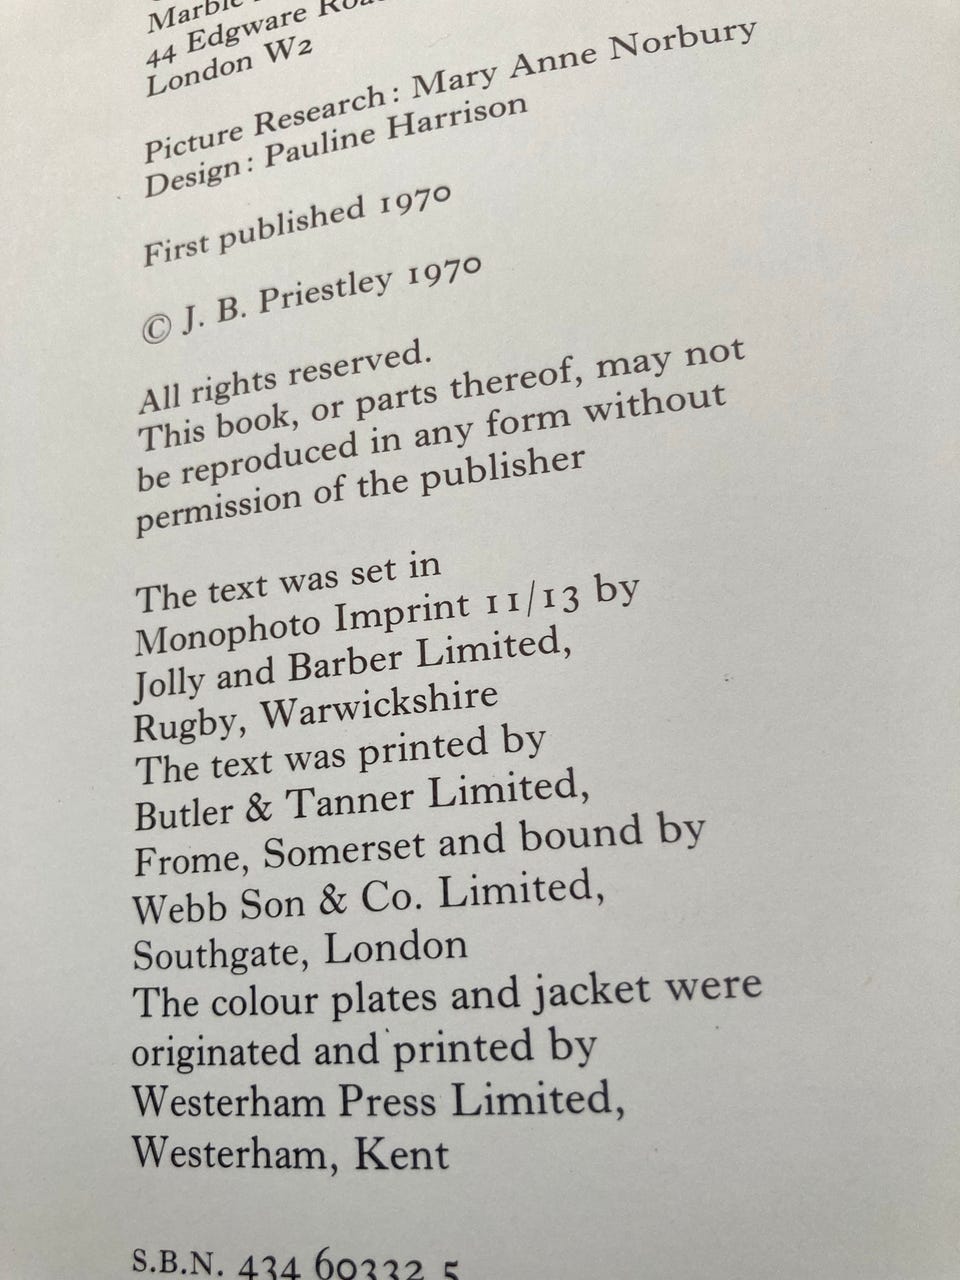 Marble
44 Edgware
London W2
Picture Research: Mary Anne Norbury
Design: Pauline Harrison
First published 1970
© J. B. Priestley 1970
All rights reserved.
This book, or parts thereof, may not
be reproduced in any form without
permission of the publisher
The text was set in
Monophoto Imprint 11/13 by
Jolly and Barber Limited,
Rugby, Warwickshire
The text was printed by
Butler & Tanner Limited,
Frome, Somerset and bound by
Webb Son & Co. Limited,
Southgate, London
The colour plates and jacket were
originated and printed by
Westerham Press Limited,
Westerham, Kent
S.B.N. 434 60332 5